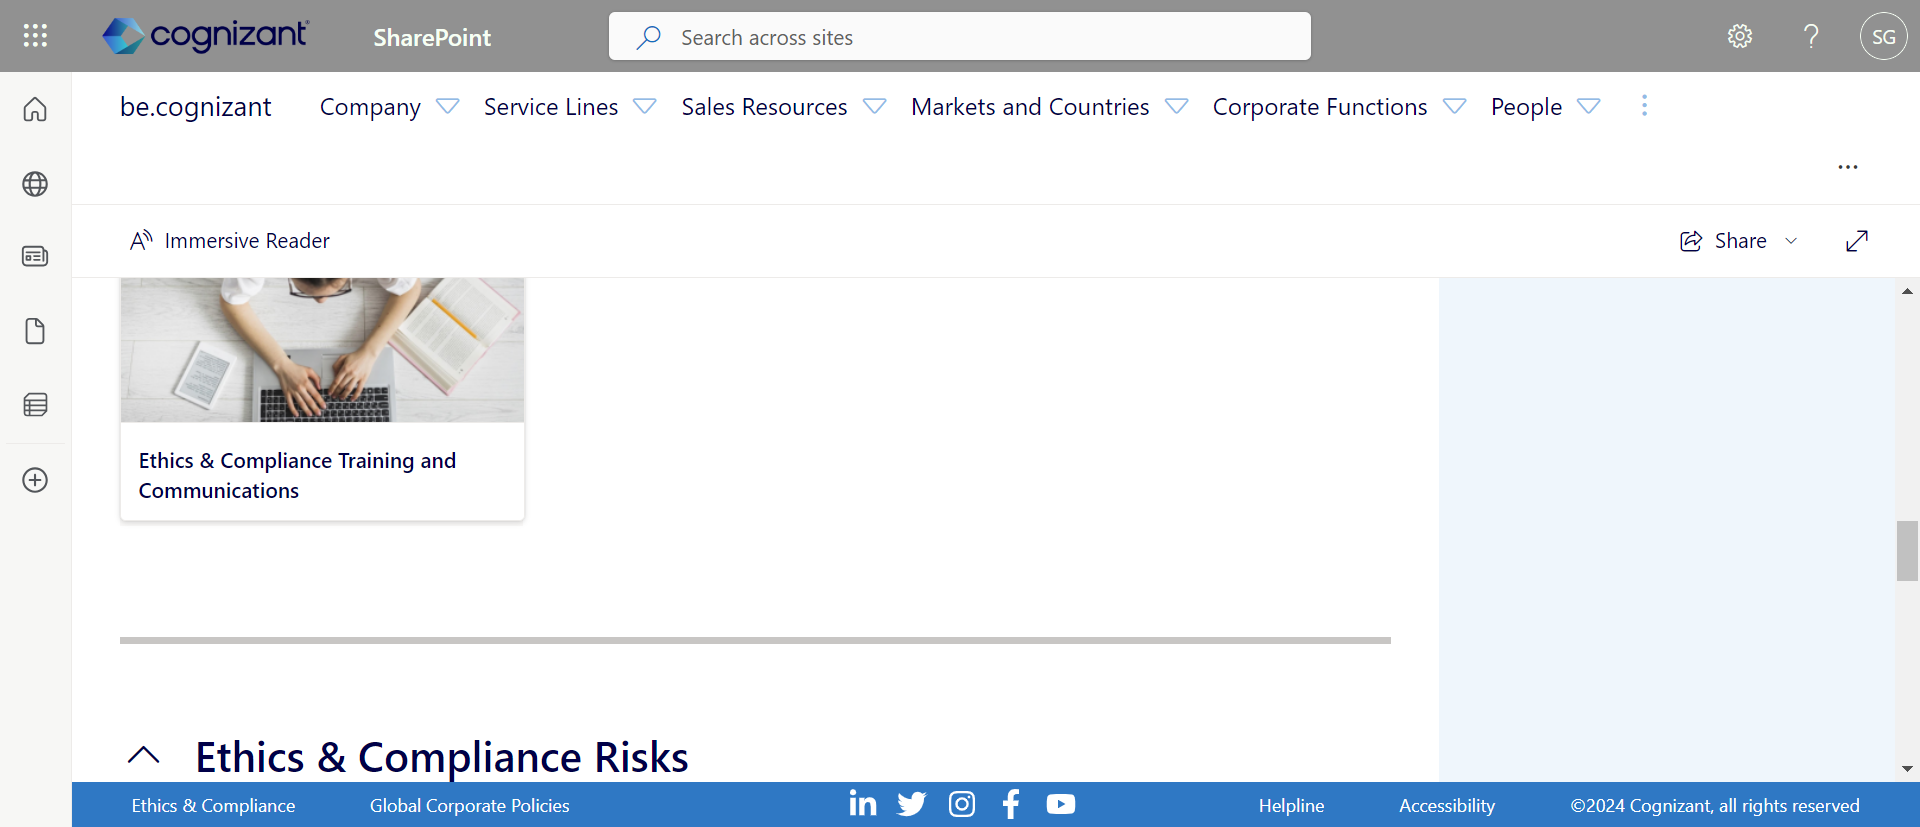 cognizant
SharePoint
Search across sites
SG
be.cognizant
Company
Service Lines
Sales Resources
Markets and Countries
Corporate Functions
People
Immersive Reader
Share
Ethics & Compliance Training and
Communications
Ethics & Compliance Risks
Ethics & Compliance
Global Corporate Policies
Helpline
Accessibility
©2024 Cognizant, all rights reserved